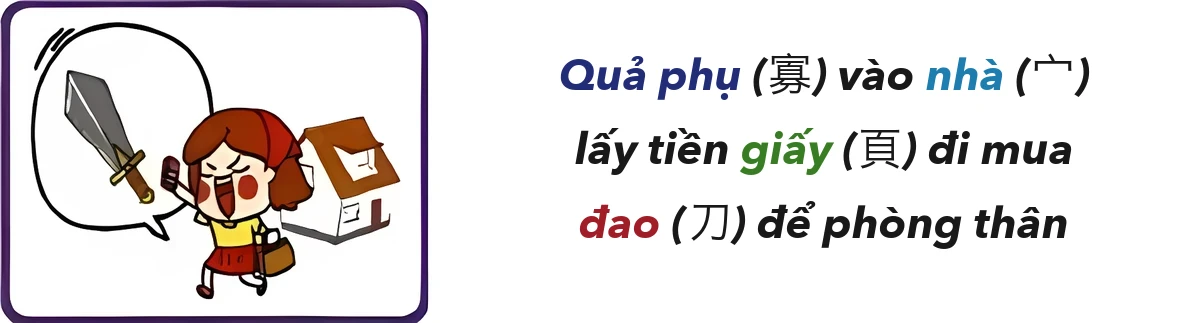 Quả phụ (寡) vào nhà (宀)
lấy tiền giấy (頁) đi mua
đao (刀) để phòng thân